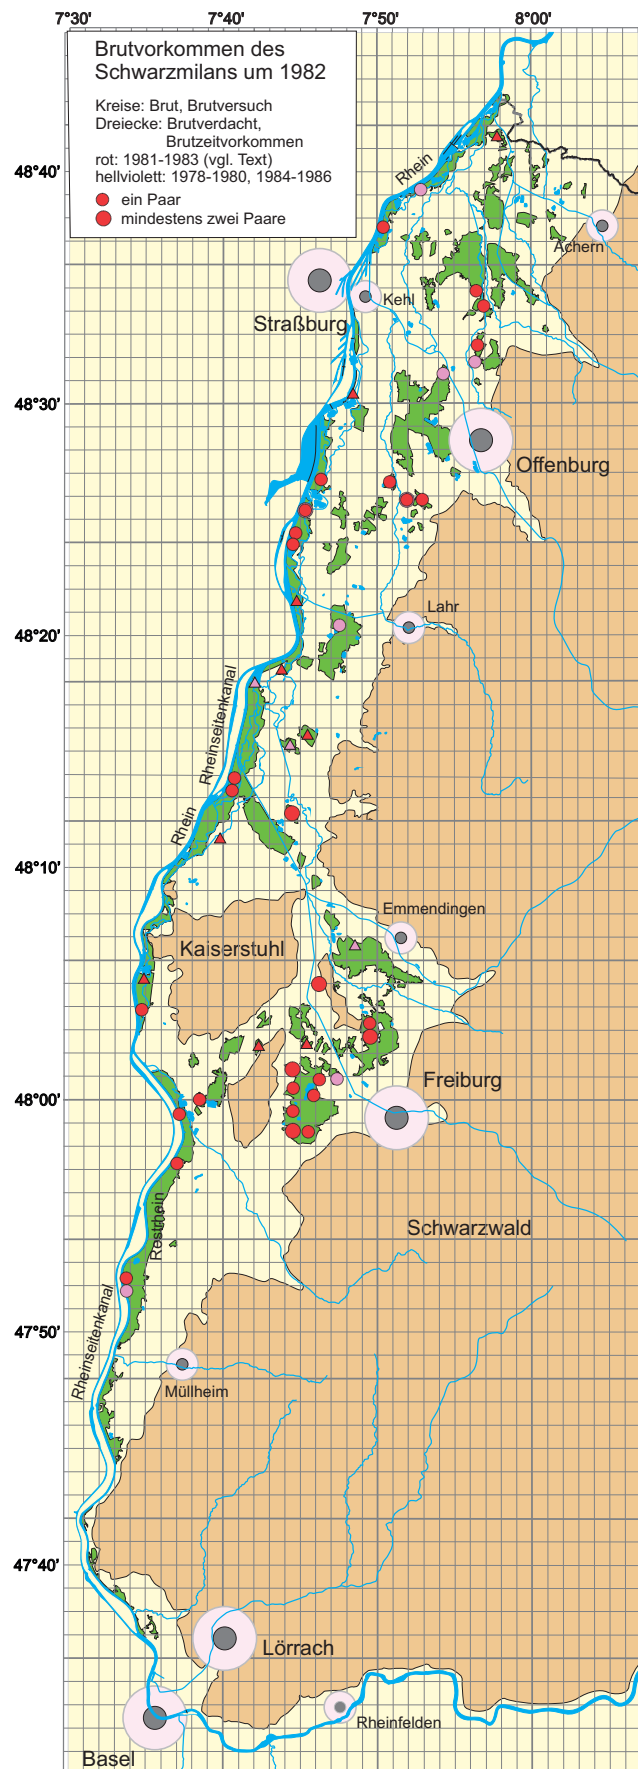 7°30' 7°40' 7°50' 8°00'
Brutvorkommen des
Schwarzmilans um 1982
Kreise: Brut, Brutversuch
Dreiecke: Brutverdacht,
Brutzeitvorkommen
rot: 1981-1983 (vgl. Text)
hellviolett: 1978-1980, 1984-1986
ein Paar
mindestens zwei Paare
48°40'
Rhein
Achern
Kehl
Straßburg
48°30'
Offenburg
Lahr
48°20'
Rheinseitenkanal
Rhein
48°10'
Emmendingen
Kaiserstuhl
Freiburg
48°00'
Schwarzwald
Restrhein
Rheinseitenkanal
47°50'
Müllheim
47°40'
Lörrach
Rheinfelden
Basel